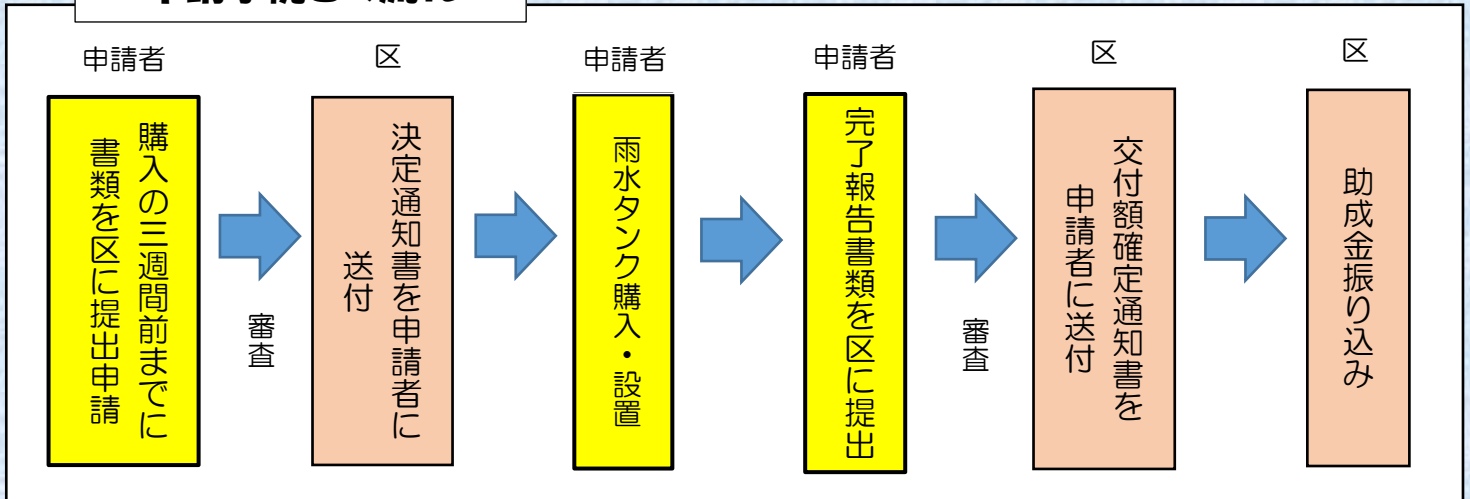 申請者
購入の三週間前までに
書類を区に提出申請
審査
区
決定通知書を申請者に
送付
申請者
雨水タンク購入・設置
申請者
完了報告書類を区に提出
審査
区
交付額確定通知書を
申請者に送付
区
助成金振り込み